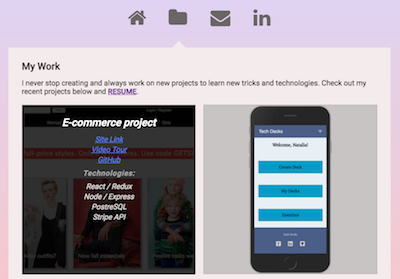 My Work
I never stop creating and always work on new projects to learn new tricks and technologies. Check out my
recent projects below and RESUME.
E-commerce project
Site Link
Video Tour
GitHub
Technologies:
React / Redux
Node / Express
PostreSQL
Stripe API
Tech Decks
Welcome, Natalia!
Create Deck
My Decks
Tech Decks